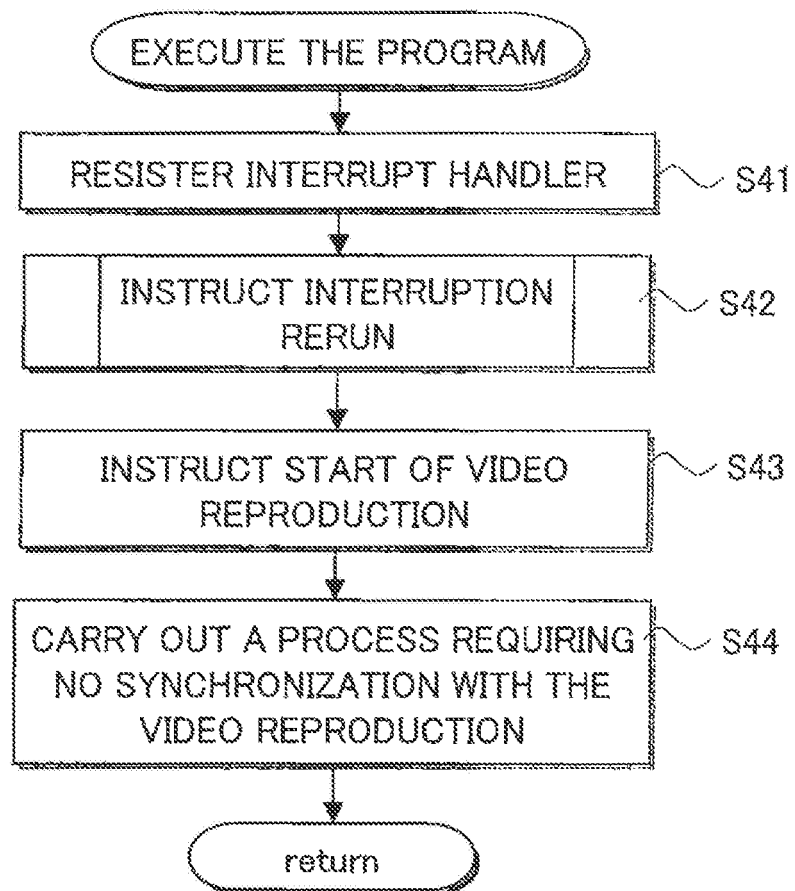 EXECUTE THE PROGRAM
RESISTER INTERRUPT HANDLER
S41
INSTRUCT INTERRUPTION
RERUN
S42
INSTRUCT START OF VIDEO
REPRODUCTION
S43
CARRY OUT A PROCESS REQUIRING
NO SYNCHRONIZATION WITH THE
VIDEO REPRODUCTION
S44
return